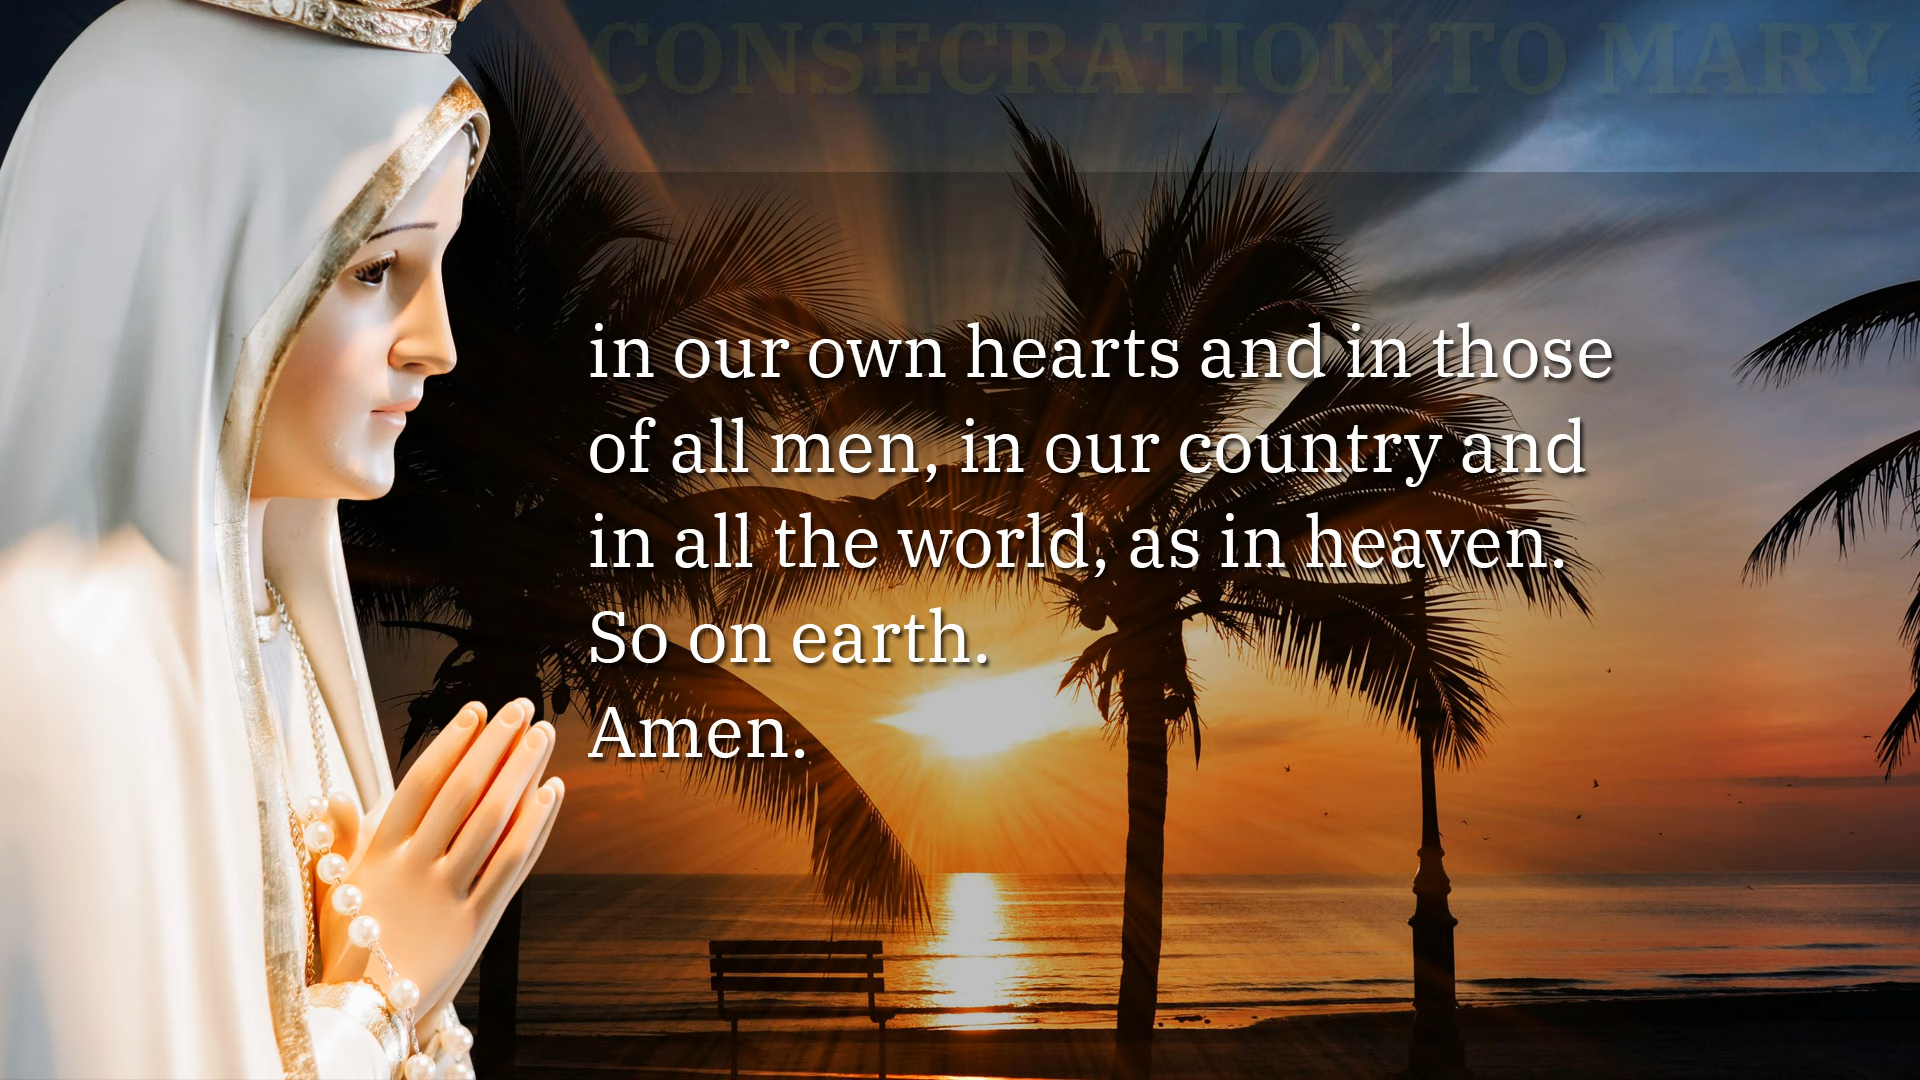 CONSECRATION TO MARY
in our own hearts and in those
of all men, in our country and
in all the world, as in heaven.
So on earth.
Amen.